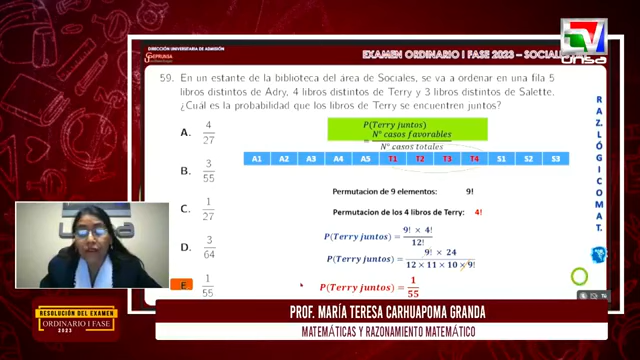 DIRECCIÓN UNIVERSITARIA DE ADMISIÓN
CEPRUNSA
EXAMEN ORDINARIO I FASE 2023 – SOCIALES
TV UNSA
59. En un estante de la biblioteca del área de Sociales, se va a ordenar en una fila 5
libros distintos de Adry, 4 libros distintos de Terry y 3 libros distintos de Salette.
¿Cuál es la probabilidad que los libros de Terry se encuentren juntos?
A. 4/27
B. 3/55
C. 1/27
D. 3/64
E 1/55
P(Terry juntos)
= N° casos favorables / N° casos totales
A1 A2 A3 A4 A5 T1 T2 T3 T4 S1 S2 S3
Permutacion de 9 elementos: 9!
Permutacion de los 4 libros de Terry: 4!
P(Terry juntos) = 9! × 4! / 12!
P(Terry juntos) = 9! × 24 / 12 × 11 × 10 × 9!
P(Terry juntos) = 1/55
RAZ. LÓGICOMAT.
RESOLUCIÓN DEL EXAMEN
ORDINARIO I FASE
2023
PROF. MARÍA TERESA CARHUAPOMA GRANDA
MATEMÁTICAS Y RAZONAMIENTO MATEMÁTICO